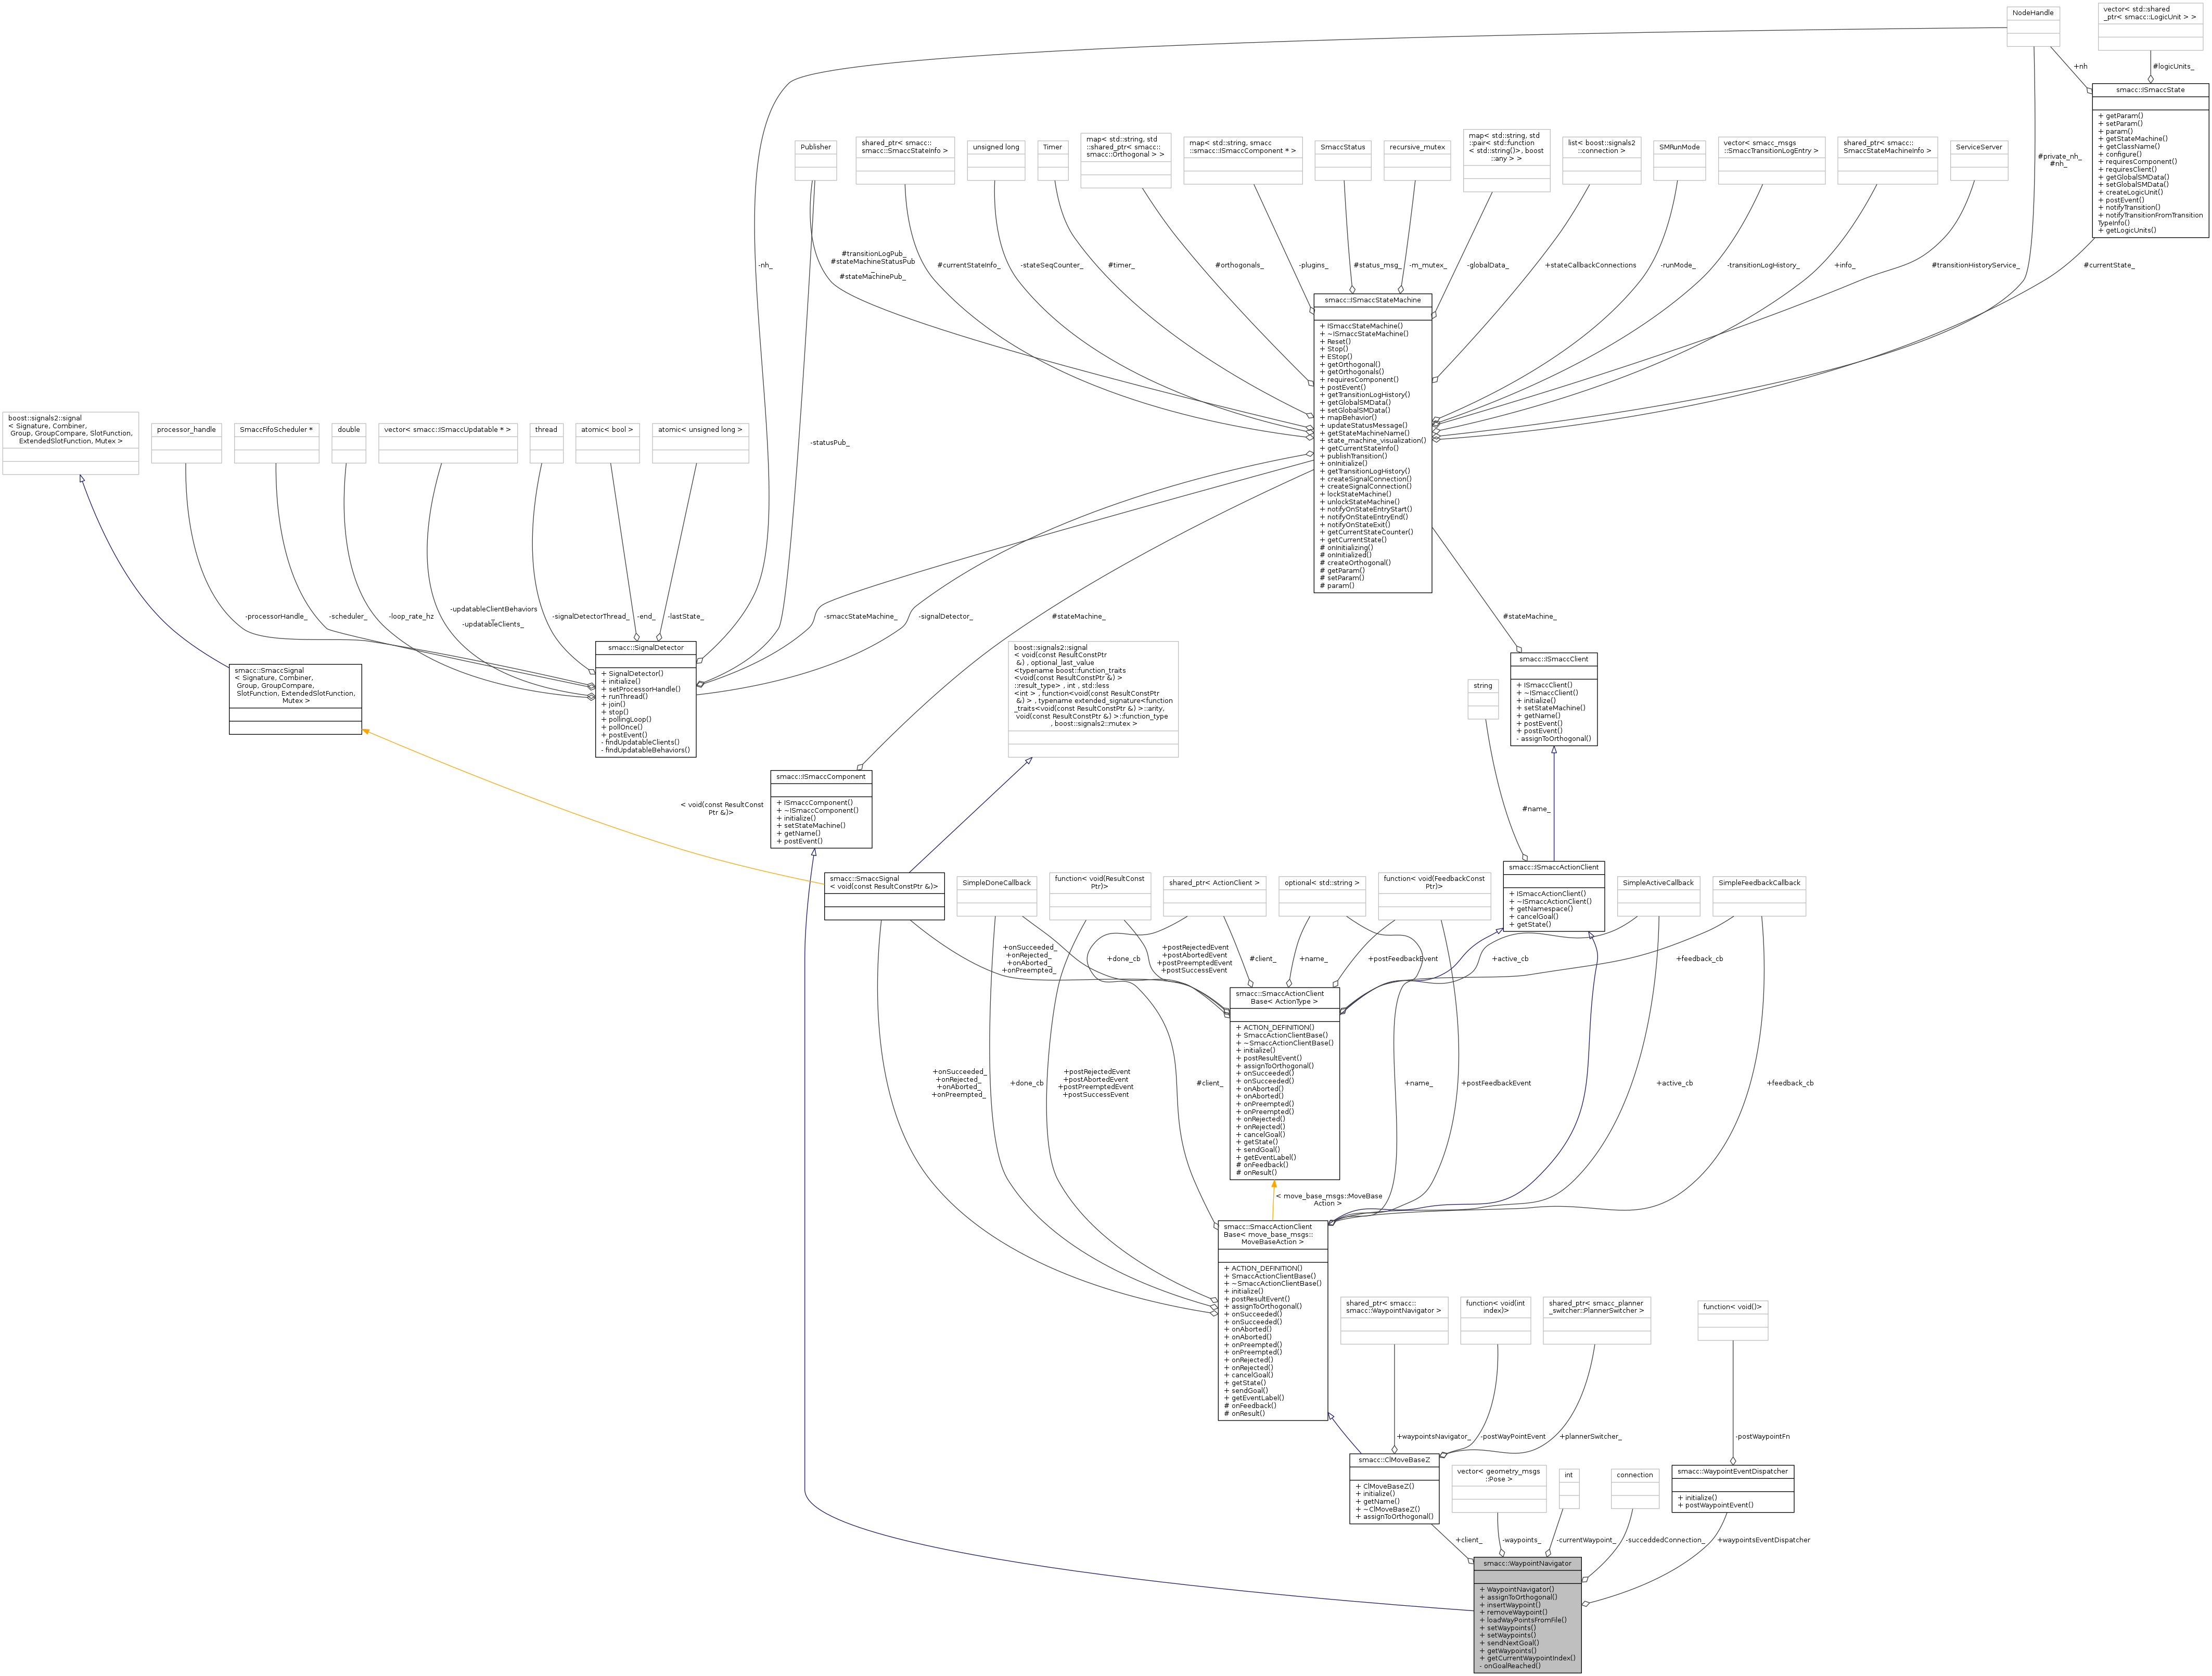 NodeHandle
vector< std::shared
_ptr< smacc::LogicUnit > >
+nh
#logicUnits_
smacc::ISmaccState
+ getParam()
+ setParam()
+ param()
+ getStateMachine()
+ getClassName()
+ configure()
+ requiresComponent()
+ requiresClient()
+ getGlobalSMData()
+ setGlobalSMData()
+ createLogicUnit()
+ postEvent()
+ notifyTransition()
+ notifyTransitionFromTransition
TypeInfo()
+ getLogicUnits()
Publisher
shared_ptr< smacc::
smacc::SmaccStateInfo >
unsigned long
Timer
map< std::string, std
::shared_ptr< smacc::
smacc::Orthogonal > >
map< std::string, smacc
::smacc::ISmaccComponent * >
SmaccStatus
recursive_mutex
map< std::string, std
::pair< std::function
< std::string()>, boost
::any > >
list< boost::signals2
::connection >
SMRunMode
vector< smacc_msgs
::SmaccTransitionLogEntry >
shared_ptr< smacc::
SmaccStateMachineInfo >
ServiceServer
#private_nh_
#nh_
-nh_
#transitionLogPub_
#stateMachineStatusPub
_
#stateMachinePub_
#currentStateInfo_
-stateSeqCounter_
#timer_
#orthogonals_
-plugins_
#status_msg_
-m_mutex_
-globalData_
+stateCallbackConnections
-runMode_
-transitionLogHistory_
+info_
#transitionHistoryService_
#currentState_
smacc::ISmaccStateMachine
+ ISmaccStateMachine()
+ ~ISmaccStateMachine()
+ Reset()
+ Stop()
+ EStop()
+ getOrthogonal()
+ getOrthogonals()
+ requiresComponent()
+ postEvent()
+ getTransitionLogHistory()
+ getGlobalSMData()
+ setGlobalSMData()
+ mapBehavior()
+ updateStatusMessage()
+ getStateMachineName()
+ state_machine_visualization()
+ getCurrentStateInfo()
+ publishTransition()
+ onInitialize()
+ getTransitionLogHistory()
+ createSignalConnection()
+ createSignalConnection()
+ lockStateMachine()
+ unlockStateMachine()
+ notifyOnStateEntryStart()
+ notifyOnStateEntryEnd()
+ notifyOnStateExit()
+ getCurrentStateCounter()
+ getCurrentState()
# onInitializing()
# onInitialized()
# createOrthogonal()
# getParam()
# setParam()
# param()
boost::signals2::signal
< Signature, Combiner,
Group, GroupCompare, SlotFunction,
ExtendedSlotFunction, Mutex >
processor_handle
SmaccFifoScheduler *
double
vector< smacc::ISmaccUpdatable * >
thread
atomic< bool >
atomic< unsigned long >
-statusPub_
-processorHandle_
-scheduler_
-loop_rate_hz
-updatableClientBehaviors
_
-updatableClients_
-signalDetectorThread_
-end_
-lastState_
-smaccStateMachine_
-signalDetector_
#stateMachine_
#stateMachine_
smacc::SignalDetector
+ SignalDetector()
+ initialize()
+ setProcessorHandle()
+ runThread()
+ join()
+ stop()
+ pollingLoop()
+ pollOnce()
+ postEvent()
- findUpdatableClients()
- findUpdatableBehaviors()
smacc::SmaccSignal
< Signature, Combiner,
Group, GroupCompare,
SlotFunction, ExtendedSlotFunction,
Mutex >
boost::signals2::signal
< void(const ResultConstPtr
&) , optional_last_value
<typename boost::function_traits
<void(const ResultConstPtr &) >
::result_type> , int , std::less
<int > , function<void(const ResultConstPtr
&) > , typename extended_signature<function
_traits<void(const ResultConstPtr &) >::arity,
void(const ResultConstPtr &) >::function_type
, boost::signals2::mutex >
smacc::ISmaccClient
+ ISmaccClient()
+ ~ISmaccClient()
+ initialize()
+ setStateMachine()
+ getName()
+ postEvent()
+ postEvent()
- assignToOrthogonal()
string
smacc::ISmaccComponent
+ ISmaccComponent()
+ ~ISmaccComponent()
+ initialize()
+ setStateMachine()
+ getName()
+ postEvent()
< void(const ResultConst
Ptr &)>
#name_
smacc::SmaccSignal
< void(const ResultConstPtr &)>
SimpleDoneCallback
function< void(ResultConst
Ptr)>
shared_ptr< ActionClient >
optional< std::string >
function< void(FeedbackConst
Ptr)>
smacc::ISmaccActionClient
+ ISmaccActionClient()
+ ~ISmaccActionClient()
+ getNamespace()
+ cancelGoal()
+ getState()
SimpleActiveCallback
SimpleFeedbackCallback
+onSucceeded_
+onRejected_
+onAborted_
+onPreempted_
+done_cb
+postRejectedEvent
+postAbortedEvent
+postPreemptedEvent
+postSuccessEvent
#client_
+name_
+postFeedbackEvent
+active_cb
+feedback_cb
smacc::SmaccActionClient
Base< ActionType >
+ ACTION_DEFINITION()
+ SmaccActionClientBase()
+ ~SmaccActionClientBase()
+ initialize()
+ postResultEvent()
+ assignToOrthogonal()
+ onSucceeded()
+ onSucceeded()
+ onAborted()
+ onAborted()
+ onPreempted()
+ onPreempted()
+ onRejected()
+ onRejected()
+ cancelGoal()
+ getState()
+ sendGoal()
+ getEventLabel()
# onFeedback()
# onResult()
+onSucceeded_
+onRejected_
+onAborted_
+onPreempted_
+done_cb
+postRejectedEvent
+postAbortedEvent
+postPreemptedEvent
+postSuccessEvent
#client_
+name_
+postFeedbackEvent
+active_cb
+feedback_cb
< move_base_msgs::MoveBase
Action >
smacc::SmaccActionClient
Base< move_base_msgs::
MoveBaseAction >
+ ACTION_DEFINITION()
+ SmaccActionClientBase()
+ ~SmaccActionClientBase()
+ initialize()
+ postResultEvent()
+ assignToOrthogonal()
+ onSucceeded()
+ onSucceeded()
+ onAborted()
+ onAborted()
+ onPreempted()
+ onPreempted()
+ onRejected()
+ onRejected()
+ cancelGoal()
+ getState()
+ sendGoal()
+ getEventLabel()
# onFeedback()
# onResult()
shared_ptr< smacc::
smacc::WaypointNavigator >
function< void(int
index)>
shared_ptr< smacc_planner
_switcher::PlannerSwitcher >
function< void()>
+waypointsNavigator_
-postWayPointEvent
+plannerSwitcher_
-postWaypointFn
smacc::ClMoveBaseZ
+ ClMoveBaseZ()
+ initialize()
+ getName()
+ ~ClMoveBaseZ()
+ assignToOrthogonal()
vector< geometry_msgs
::Pose >
int
connection
smacc::WaypointEventDispatcher
+ initialize()
+ postWaypointEvent()
+client_
-waypoints_
-currentWaypoint_
-succeddedConnection_
+waypointsEventDispatcher
smacc::WaypointNavigator
+ WaypointNavigator()
+ assignToOrthogonal()
+ insertWaypoint()
+ removeWaypoint()
+ loadWayPointsFromFile()
+ setWaypoints()
+ setWaypoints()
+ sendNextGoal()
+ getWaypoints()
+ getCurrentWaypointIndex()
- onGoalReached()